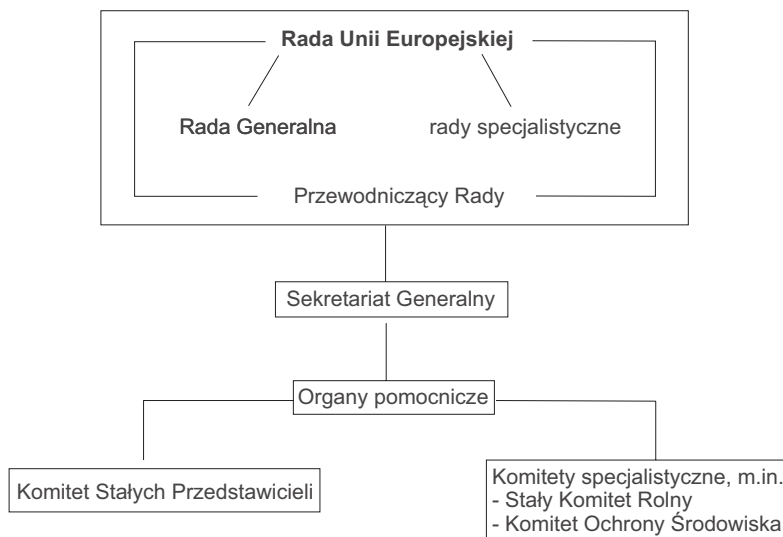 Rada Unii Europejskiej
Rada Generalna
rady specjalistyczne
Przewodniczący Rady
Sekretariat Generalny
Organy pomocnicze
Komitet Stałych Przedstawicieli
Komitety specjalistyczne, m.in.
- Stały Komitet Rolny
- Komitet Ochrony Środowiska